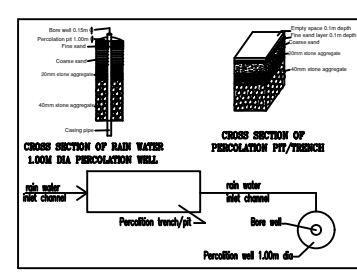 Bore well 0.15m
Percolation pit 1.00m
Fine sand
Coarse sand
20mm stone aggregate
40mm stone aggregate
Casing pipe
CROSS SECTION OF RAIN WATER
1.00M DIA PERCOLATION WELL
Empty space 0.1m depth
Fine sand layer 0.1m depth
Coarse sand
20mm stone aggregate
40mm stone aggregate
CROSS SECTION OF
PERCOLATION PIT/TRENCH
rain water
inlet channel
Percolition trench/pit
rain water
inlet channel
Bore well
Percolition well 1.00m dia